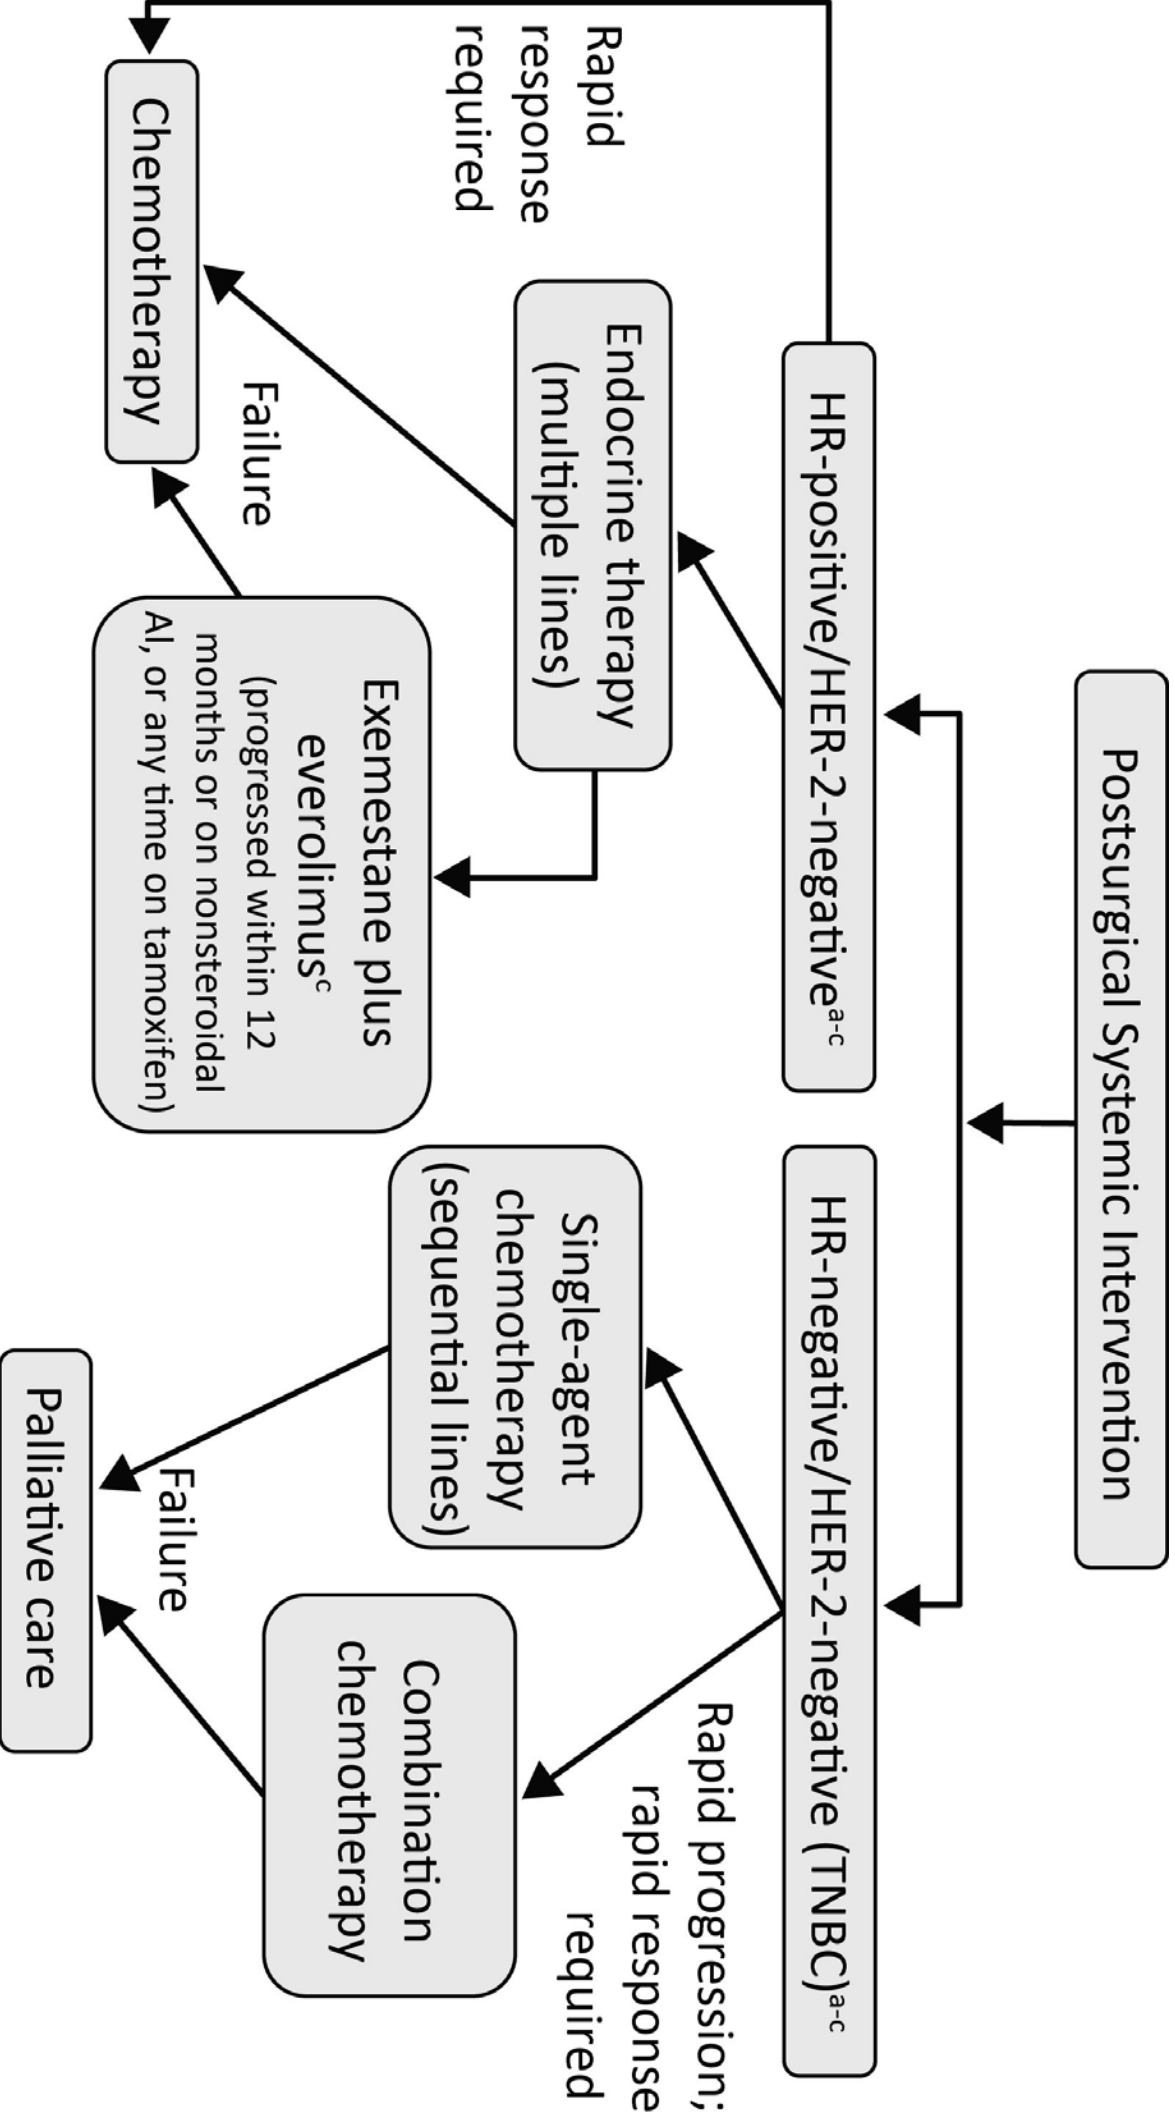 Postsurgical Systemic Intervention
HR-positive/HER-2-negativeᵃ⁻ᶜ
HR-negative/HER-2-negative (TNBC)ᵃ⁻ᶜ
Rapid
response
required
Endocrine therapy
(multiple lines)
Rapid progression;
rapid response
required
Single-agent
chemotherapy
(sequential lines)
Combination
chemotherapy
Exemestane plus
everolimusᶜ
(progressed within 12
months or on nonsteroidal
AI, or any time on tamoxifen)
Failure
Chemotherapy
Failure
Palliative care